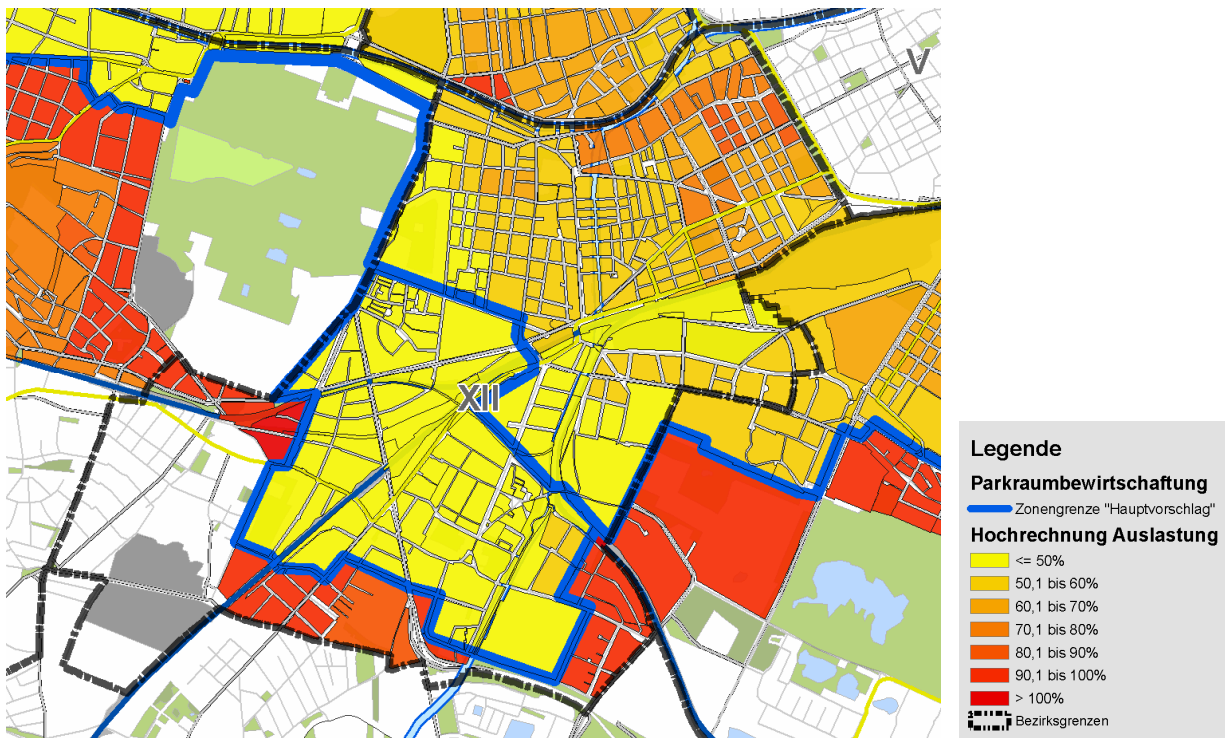 V
XII
Legende
Parkraumbewirtschaftung
Zonengrenze "Hauptvorschlag"
Hochrechnung Auslastung
<= 50%
50,1 bis 60%
60,1 bis 70%
70,1 bis 80%
80,1 bis 90%
90,1 bis 100%
> 100%
Bezirksgrenzen